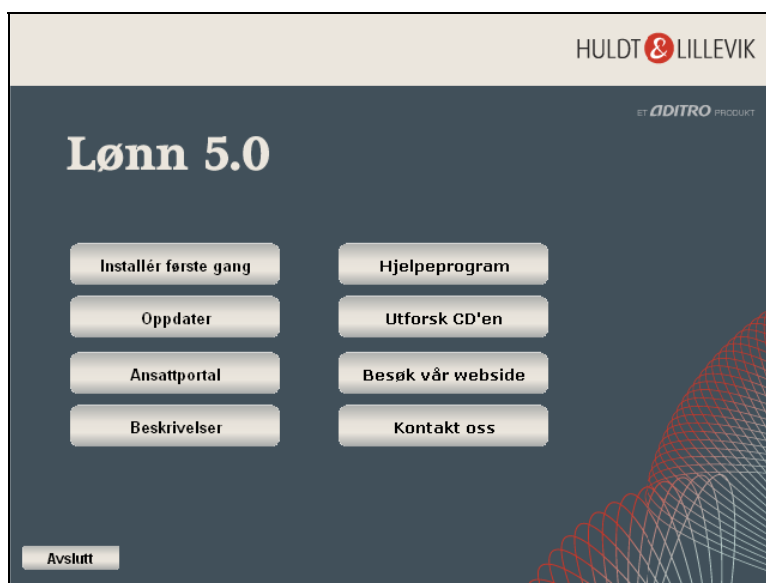 HULDT & LILLEVIK
ET ADITRO PRODUKT
Lønn 5.0
Installér første gang
Hjelpeprogram
Oppdater
Utforsk CD'en
Ansattportal
Besøk vår webside
Beskrivelser
Kontakt oss
Avslutt